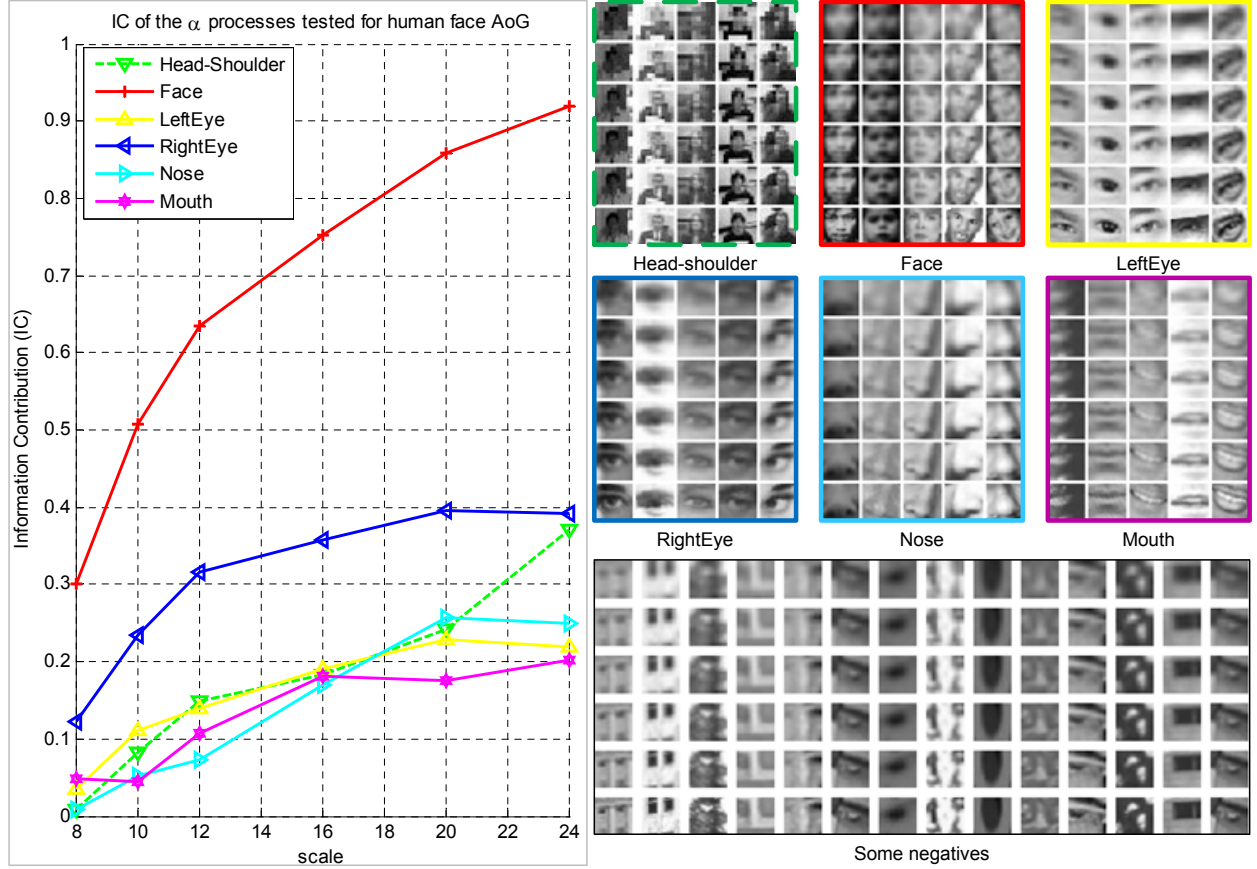 IC of the α processes tested for human face AoG
Head-Shoulder
Face
LeftEye
RightEye
Nose
Mouth
1
0.9
0.8
0.7
0.6
0.5
0.4
0.3
0.2
0.1
0
Information Contribution (IC)
8 10 12 14 16 18 20 22 24
scale
Head-shoulder Face LeftEye
RightEye Nose Mouth
Some negatives